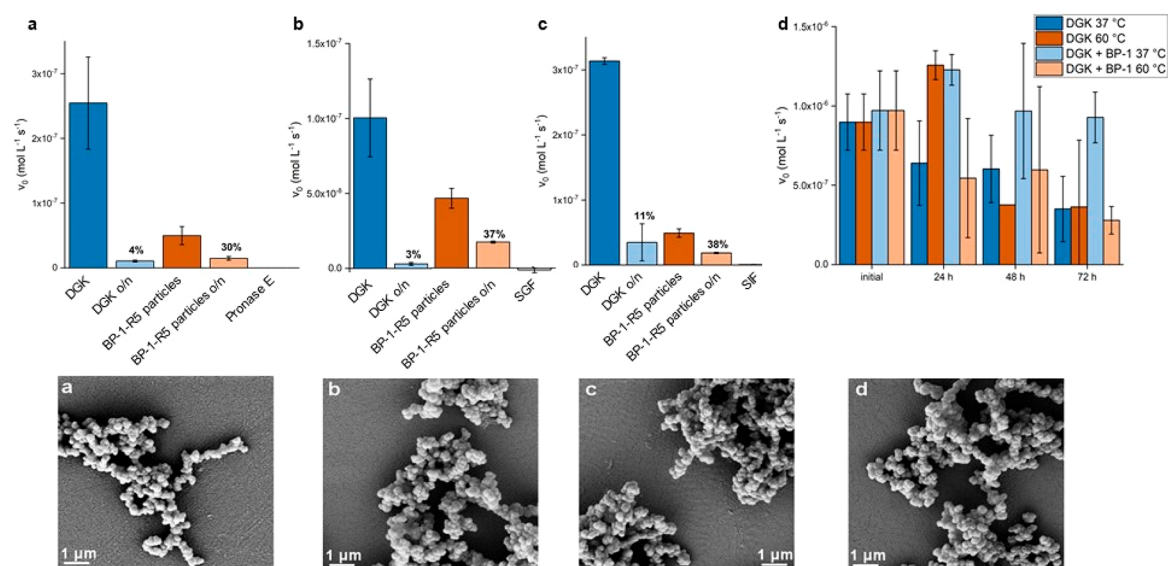 a
v₀ (mol L⁻¹ s⁻¹)
3x10⁻⁷
2x10⁻⁷
1x10⁻⁷
0
4%
30%
DGK
DGK o/n
BP-1-R5 particles
BP-1-R5 particles o/n
Pronase E
b
v₀ (mol L⁻¹ s⁻¹)
1.5x10⁻⁷
1.0x10⁻⁷
5.0x10⁻⁸
0.0
3%
37%
DGK
DGK o/n
BP-1-R5 particles
BP-1-R5 particles o/n
SGF
c
v₀ (mol L⁻¹ s⁻¹)
3x10⁻⁷
2x10⁻⁷
1x10⁻⁷
0
11%
38%
DGK
DGK o/n
BP-1-R5 particles
BP-1-R5 particles o/n
SIF
d
v₀ (mol L⁻¹ s⁻¹)
1.5x10⁻⁶
1.0x10⁻⁶
5.0x10⁻⁷
0.0
initial
24 h
48 h
72 h
DGK 37 °C
DGK 60 °C
DGK + BP-1 37 °C
DGK + BP-1 60 °C
a
1 µm
b
1 µm
c
1 µm
d
1 µm